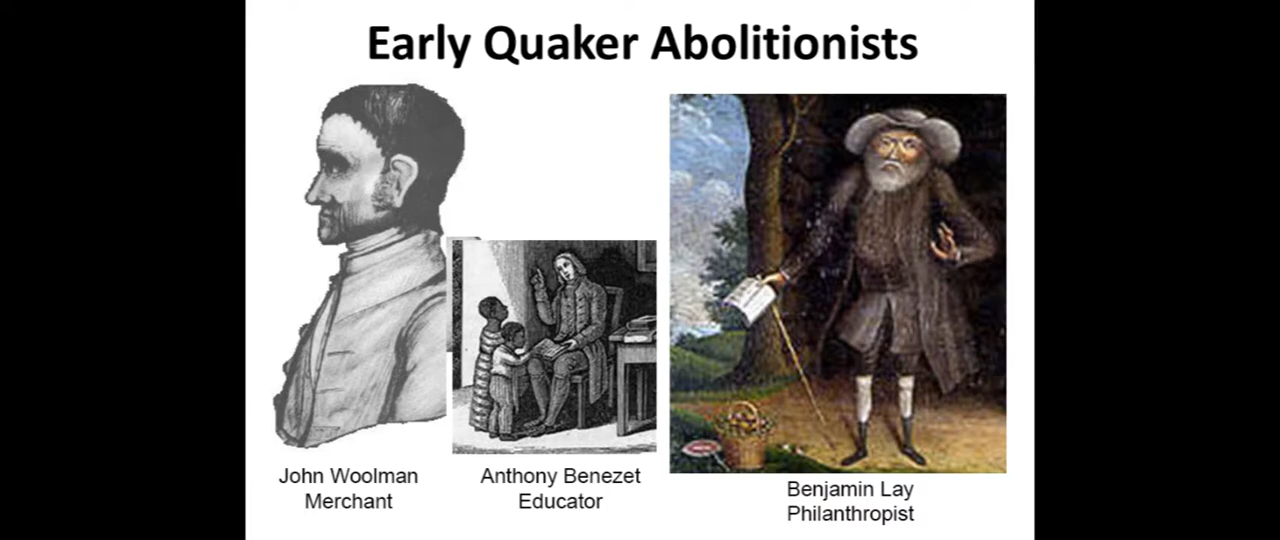 Early Quaker Abolitionists
John Woolman
Merchant
Anthony Benezet
Educator
Benjamin Lay
Philanthropist